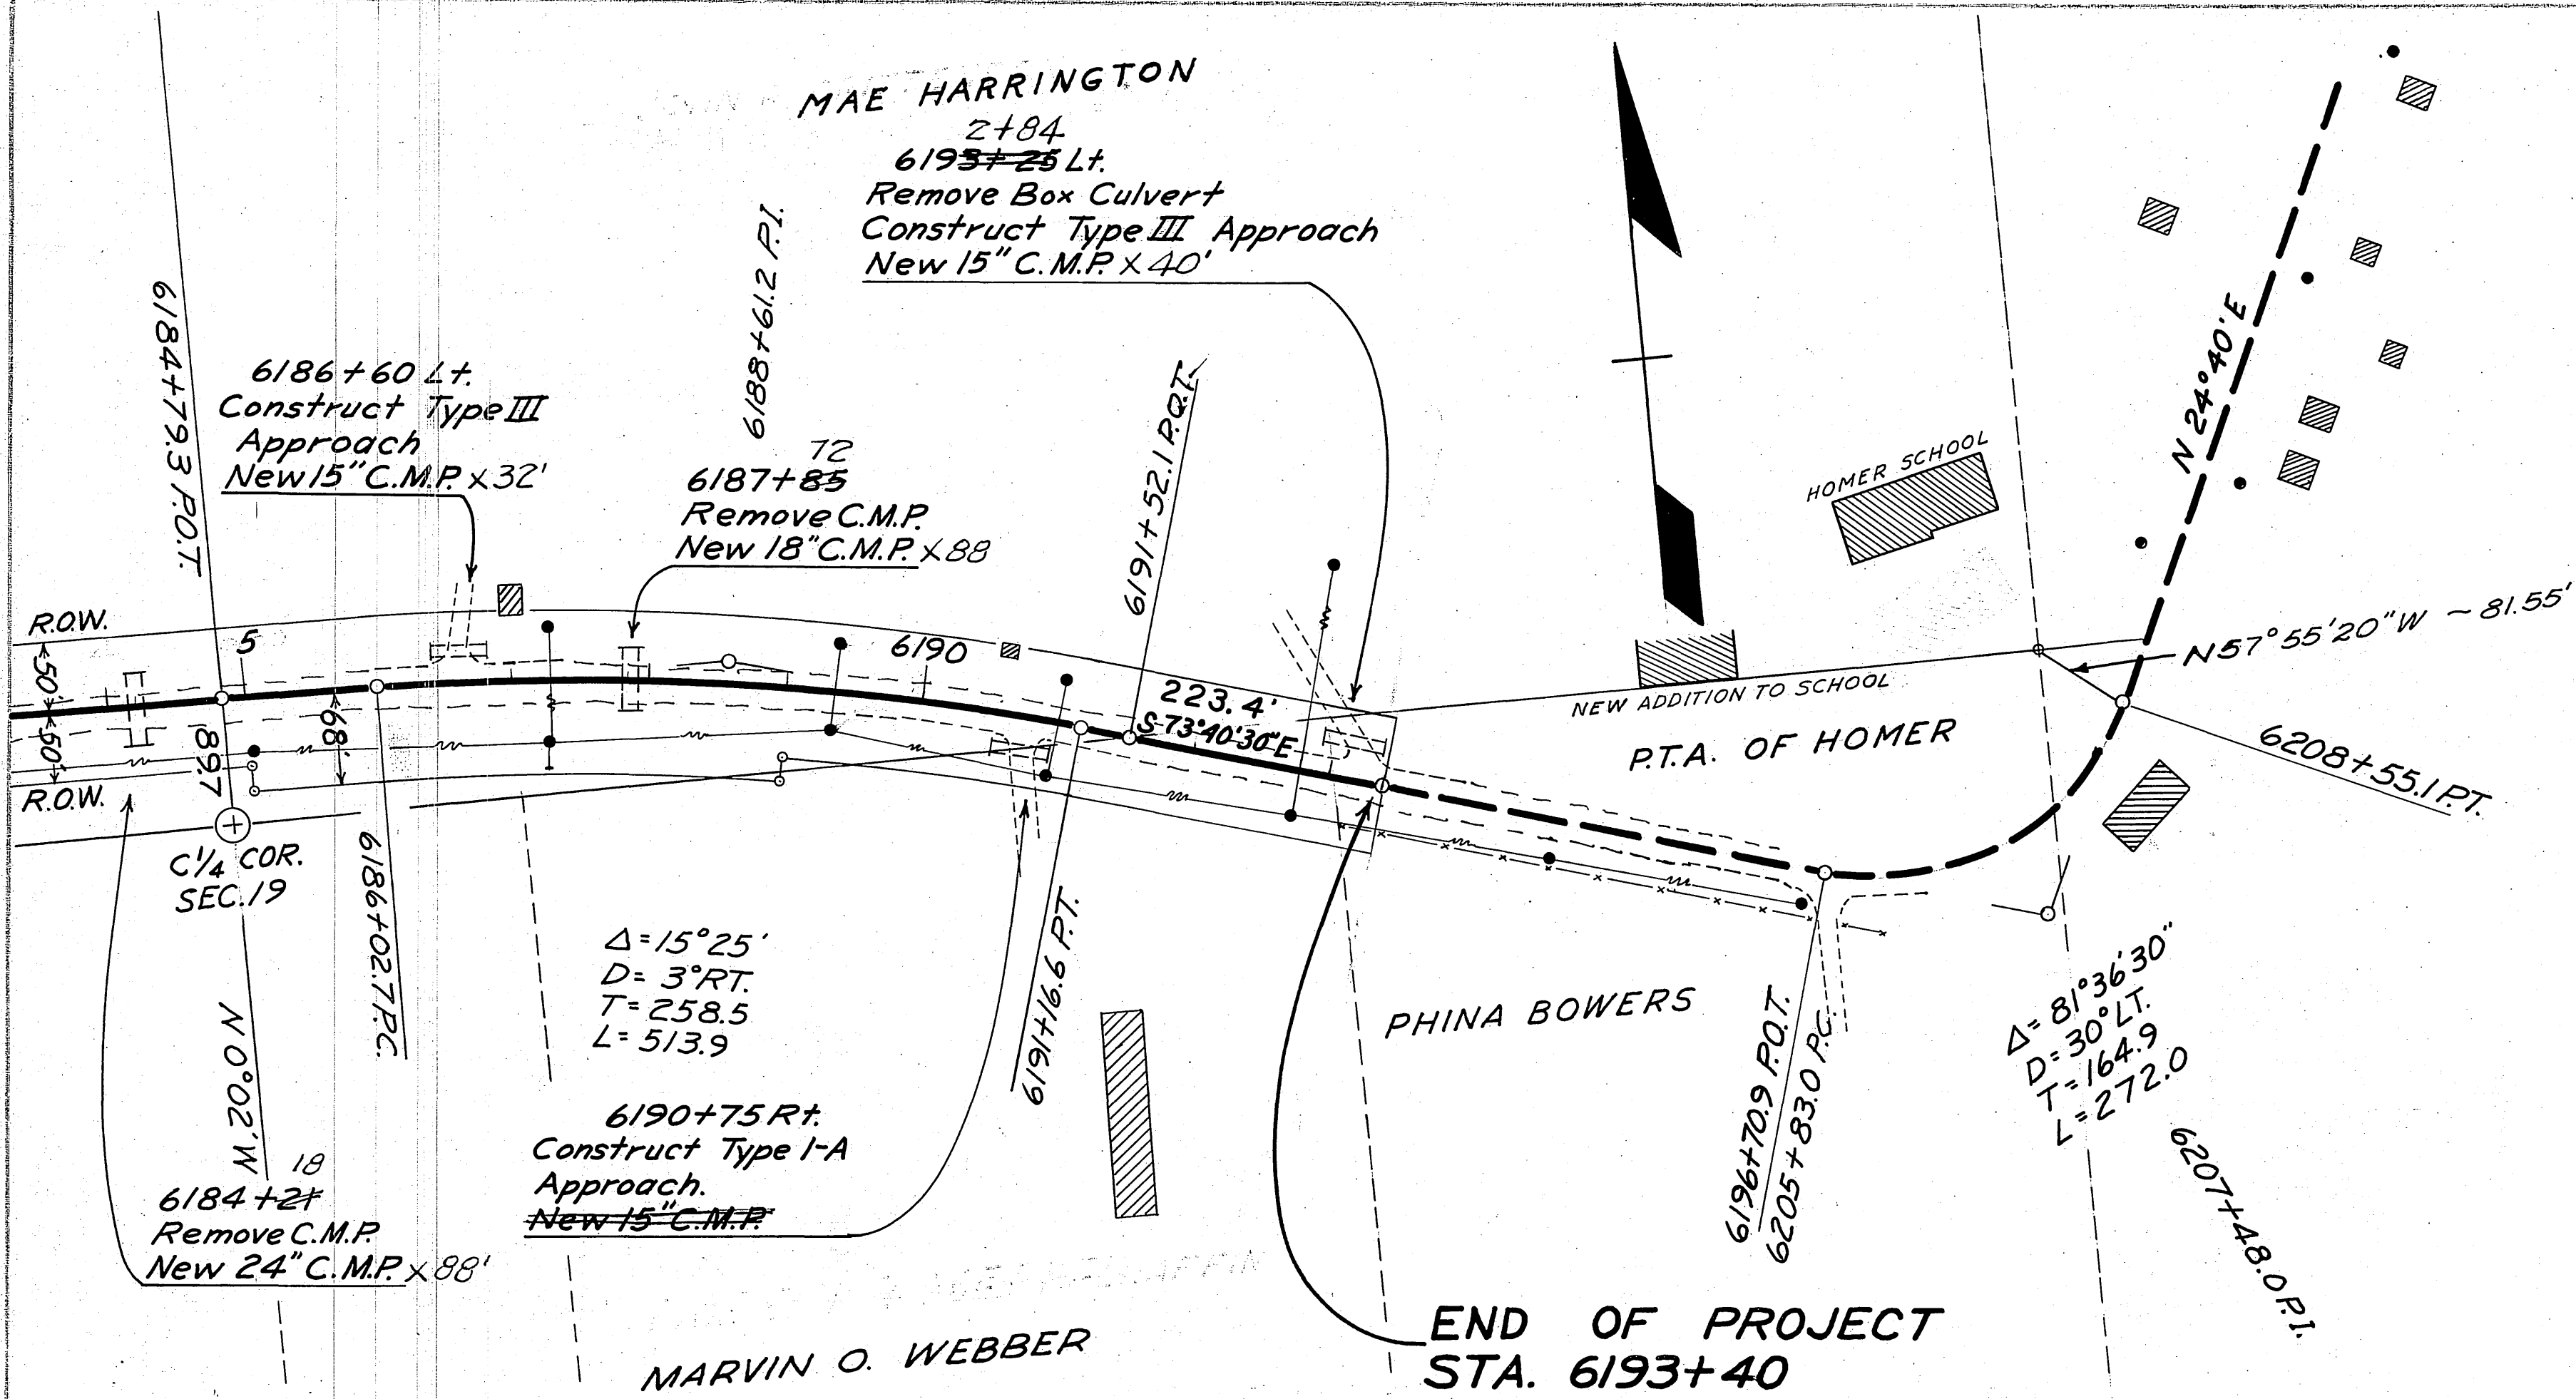 MAE HARRINGTON
2+84
6193+25 Lt.
Remove Box Culvert
Construct Type III Approach
New 15" C.M.P. X 40'
6184+79.3 P.O.T.
6186+60 Lt.
Construct Type III
Approach
New 15" C.M.P. X 32'
6188+61.2 P.I.
72
6187+85
Remove C.M.P.
New 18" C.M.P. X 88
6191+52.1 P.O.T.
HOMER SCHOOL
N 24°40' E
N 57°55'20" W ~ 81.55'
R.O.W.
5
6190
50'
50'
68'
89.7
R.O.W.
223.4'
S-73°40'30"E
NEW ADDITION TO SCHOOL
P.T.A. OF HOMER
6208+55.1 P.T.
C 1/4 COR.
SEC. 19
6186+02.7 P.C.
N 0°02' W
Δ=15°25'
D= 3°RT.
T=258.5
L=513.9
6191+16.6 P.T.
PHINA BOWERS
6196+70.9 P.O.T.
6205+83.0 P.C.
Δ= 81°36'30"
D=30°LT.
T=164.9
L=272.0
6207+48.0 P.I.
6190+75 Rt.
Construct Type I-A
Approach.
New 15" C.M.P.
18
6184+21
Remove C.M.P.
New 24" C.M.P. X 88'
MARVIN O. WEBBER
END OF PROJECT
STA. 6193+40